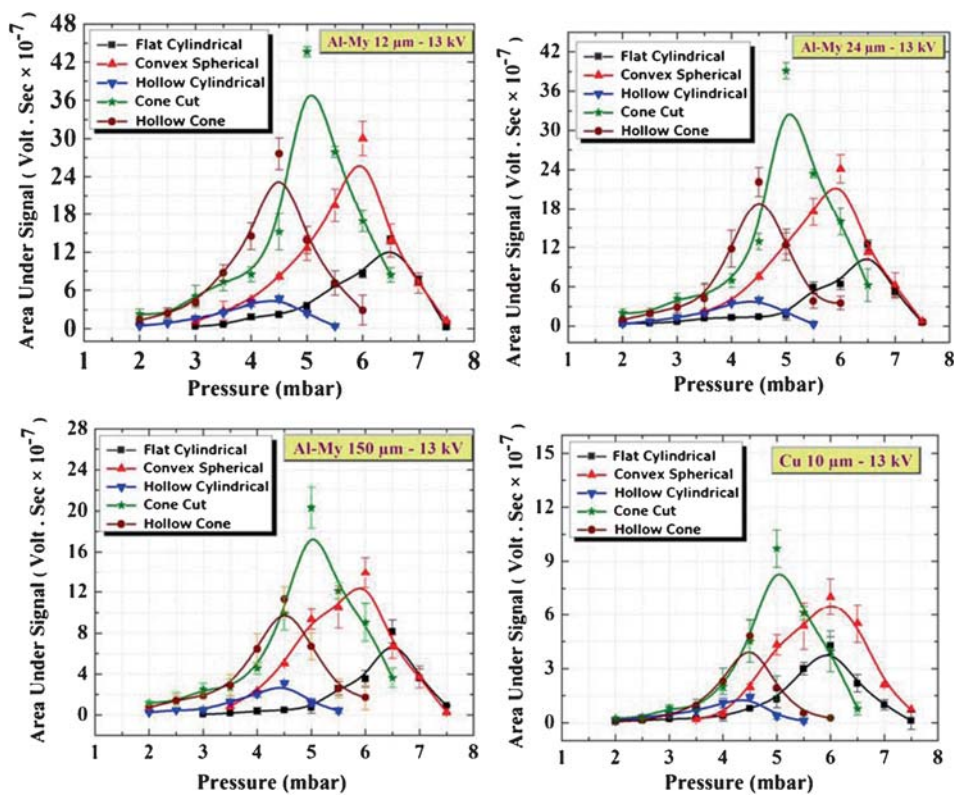 Al-My 12 µm - 13 kV
Flat Cylindrical
Convex Spherical
Hollow Cylindrical
Cone Cut
Hollow Cone
Area Under Signal ( Volt . Sec × 10⁻⁷ )
48
42
36
30
24
18
12
6
0
1 2 3 4 5 6 7 8
Pressure (mbar)
Al-My 24 µm - 13 kV
Flat Cylindrical
Convex Spherical
Hollow Cylindrical
Cone Cut
Hollow Cone
Area Under Signal ( Volt . Sec × 10⁻⁷ )
42
36
30
24
18
12
6
0
1 2 3 4 5 6 7 8
Pressure (mbar)
Al-My 150 µm - 13 kV
Flat Cylindrical
Convex Spherical
Hollow Cylindrical
Cone Cut
Hollow Cone
Area Under Signal ( Volt . Sec × 10⁻⁷ )
28
24
20
16
12
8
4
0
1 2 3 4 5 6 7 8
Pressure (mbar)
Cu 10 µm - 13 kV
Flat Cylindrical
Convex Spherical
Hollow Cylindrical
Cone Cut
Hollow Cone
Area Under Signal ( Volt . Sec × 10⁻⁷ )
15
12
9
6
3
0
1 2 3 4 5 6 7 8
Pressure (mbar)